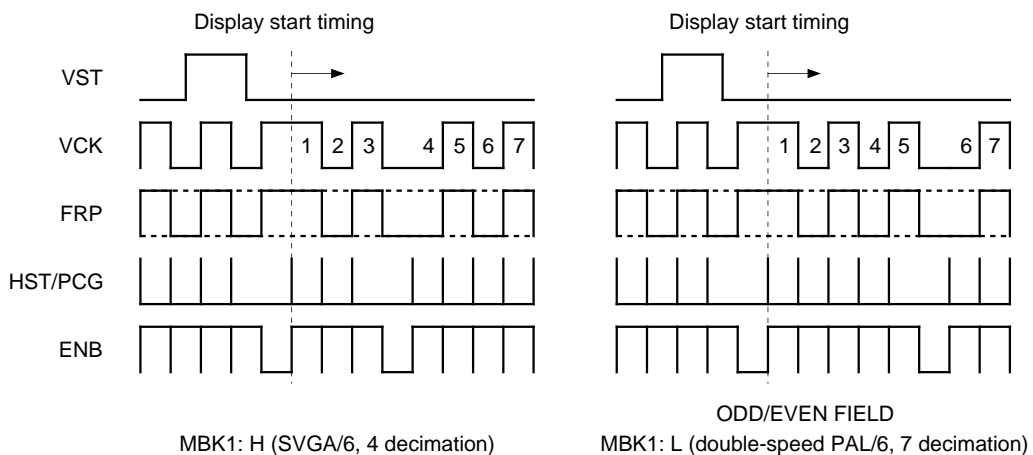 Display start timing Display start timing
VST
VCK 1 2 3 4 5 6 7 1 2 3 4 5 6 7
FRP
HST/PCG
ENB
ODD/EVEN FIELD
MBK1: H (SVGA/6, 4 decimation) MBK1: L (double-speed PAL/6, 7 decimation)